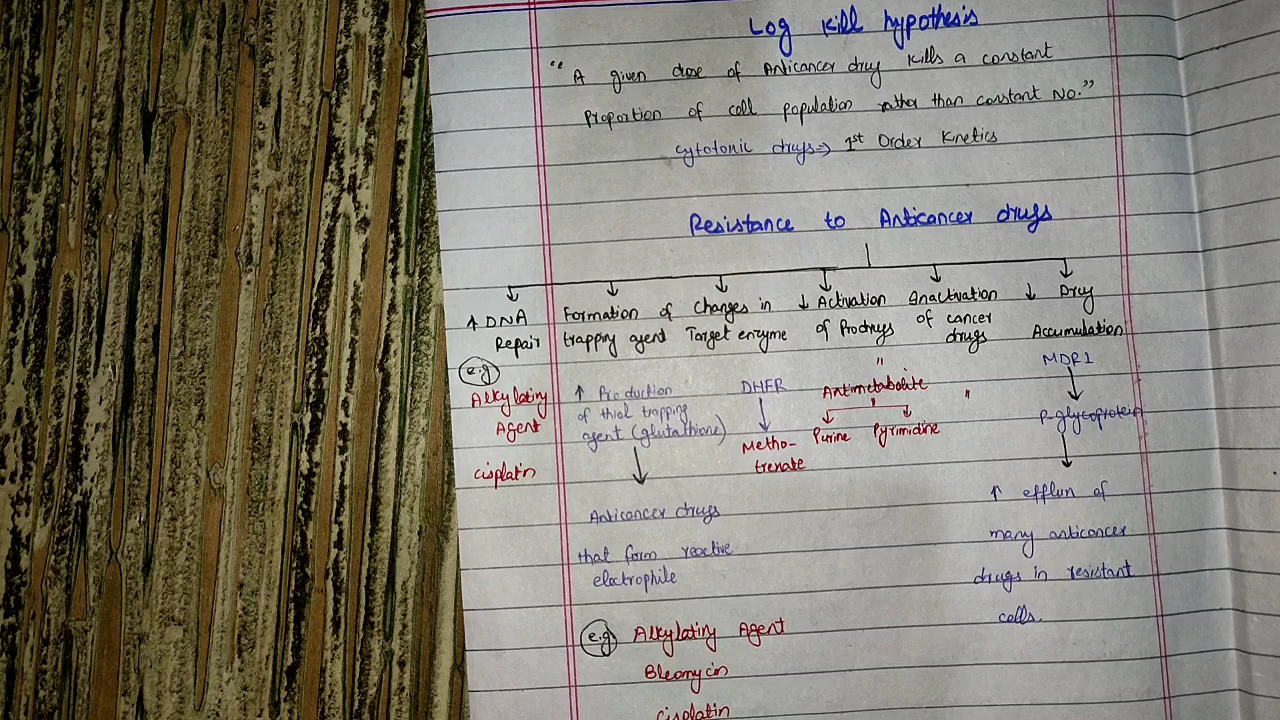 Log Kill hypothesis
"A given dose of Anticancer drug kills a constant
Proportion of cell population rather than constant No."
Cytotonic drugs ⇒ 1st Order Kinetics
Resistance to Anticancer drugs
↑ DNA Repair
e.g
Alkylating
Agent
Cisplatin
Formation of
trapping agent
↑ Production
of thial trapping
agent (glutathione)
Anticancer drugs
that form reactive
electrophile
e.g Alkylating Agent
Bleomycin
Cisplatin
Changes in
Target enzyme
DHFR
Metho-
trenate
↓ Activation
of Prodrugs
"
Antimetabolite
Purine Pyrimidine
Inactivation
of cancer
drugs
"
↓ Drug
Accumulation
MDR1
P-glycoprotein
↑ efflun of
many anticancer
drugs in resistant
cells.